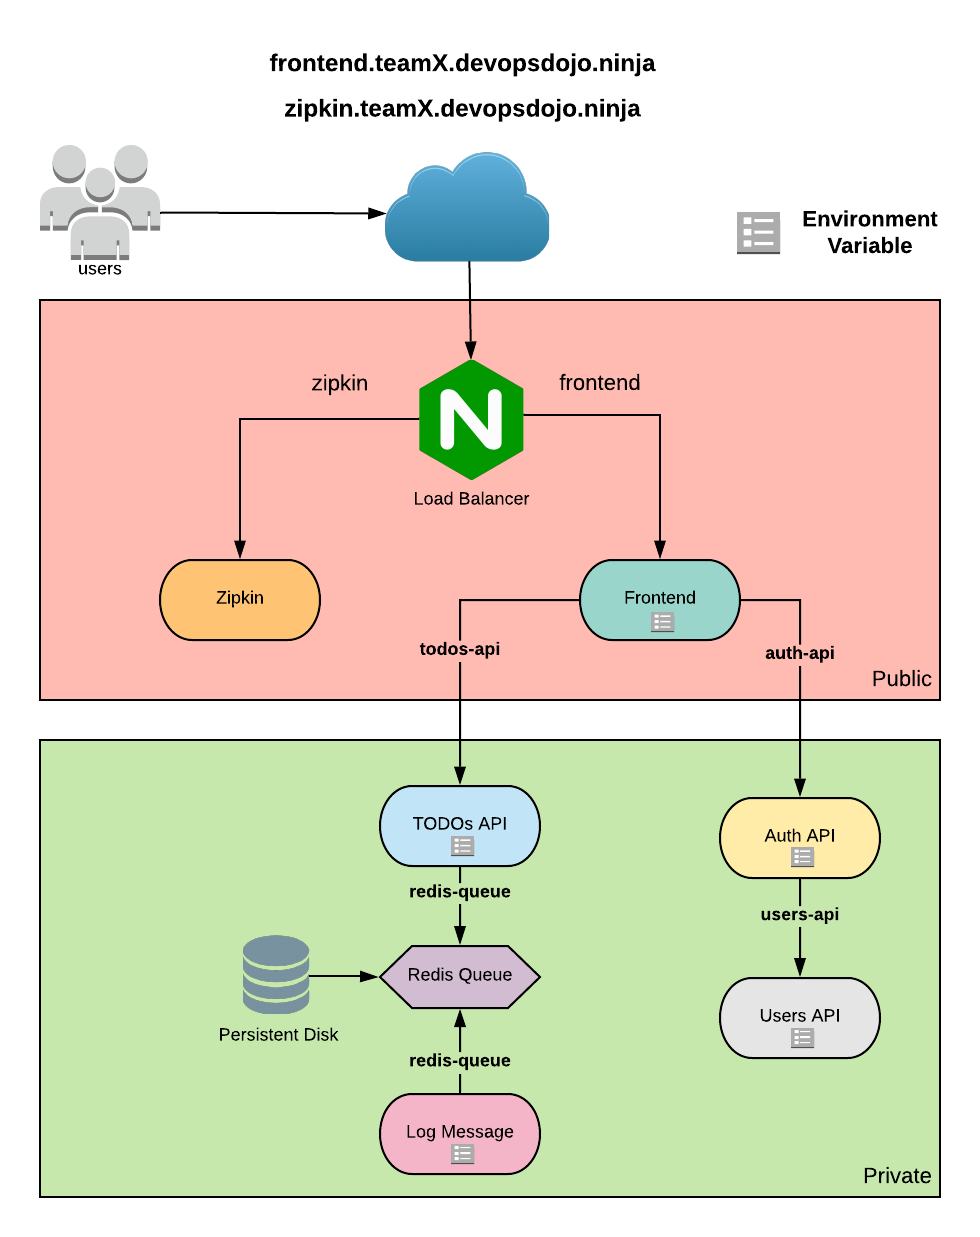 frontend.teamX.devopsdojo.ninja
zipkin.teamX.devopsdojo.ninja
users
Environment
Variable
zipkin
frontend
N
Load Balancer
Zipkin
Frontend
todos-api
auth-api
Public
TODOs API
Auth API
redis-queue
users-api
Redis Queue
Users API
Persistent Disk
redis-queue
Log Message
Private